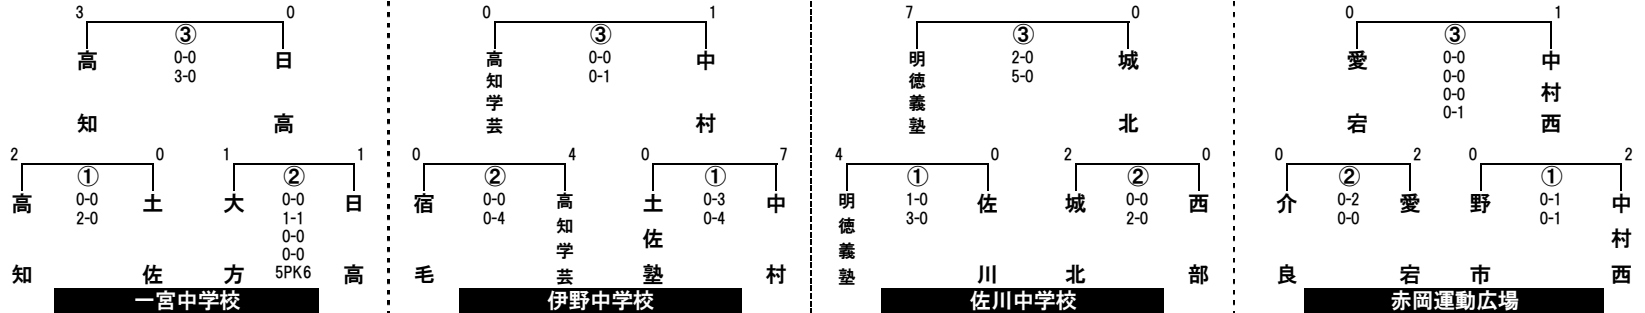 3 0
③
高知 0-0 日高
3-0
2 0
①
高知 0-0 土佐
2-0
1 1
②
大方 0-0 日高
1-1
0-0
0-0
5PK6
一宮中学校
0 1
③
高知学芸 0-0 中村
0-1
0 4
②
宿毛 0-0 高知学芸
0-4
0 7
①
土佐塾 0-3 中村
0-4
伊野中学校
7 0
③
明徳義塾 2-0 城北
5-0
4 0
①
明徳義塾 1-0 佐川
3-0
2 0
②
城北 0-0 西部
2-0
佐川中学校
0 1
③
愛宕 0-0 中村西
0-0
0-0
0-1
0 2
②
介良 0-2 愛宕
0-0
0 2
①
野市 0-1 中村西
0-1
赤岡運動広場